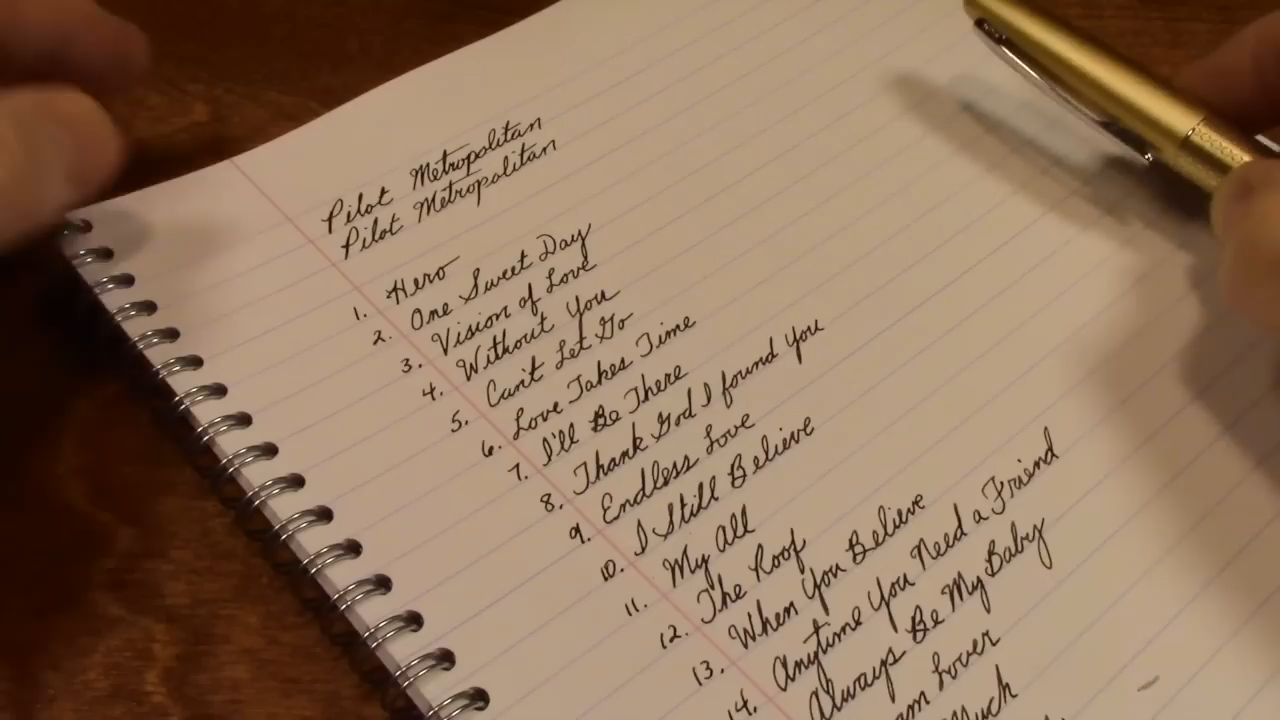 Pilot Metropolitan
Pilot Metropolitan
1. Hero
2. One Sweet Day
3. Vision of Love
4. Without You
5. Can't Let Go
6. Love Takes Time
7. I'll Be There
8. Thank God I found You
9. Endless Love
10. I Still Believe
11. My All
12. The Roof
13. When You Believe
14. Anytime You Need a Friend
Always Be My Baby
Lover
Much